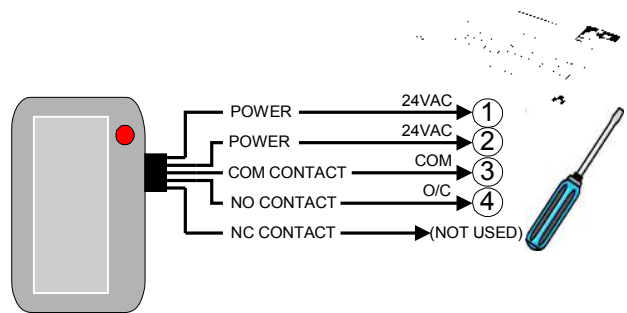 POWER 24VAC 1
POWER 24VAC 2
COM CONTACT COM 3
NO CONTACT O/C 4
NC CONTACT (NOT USED)